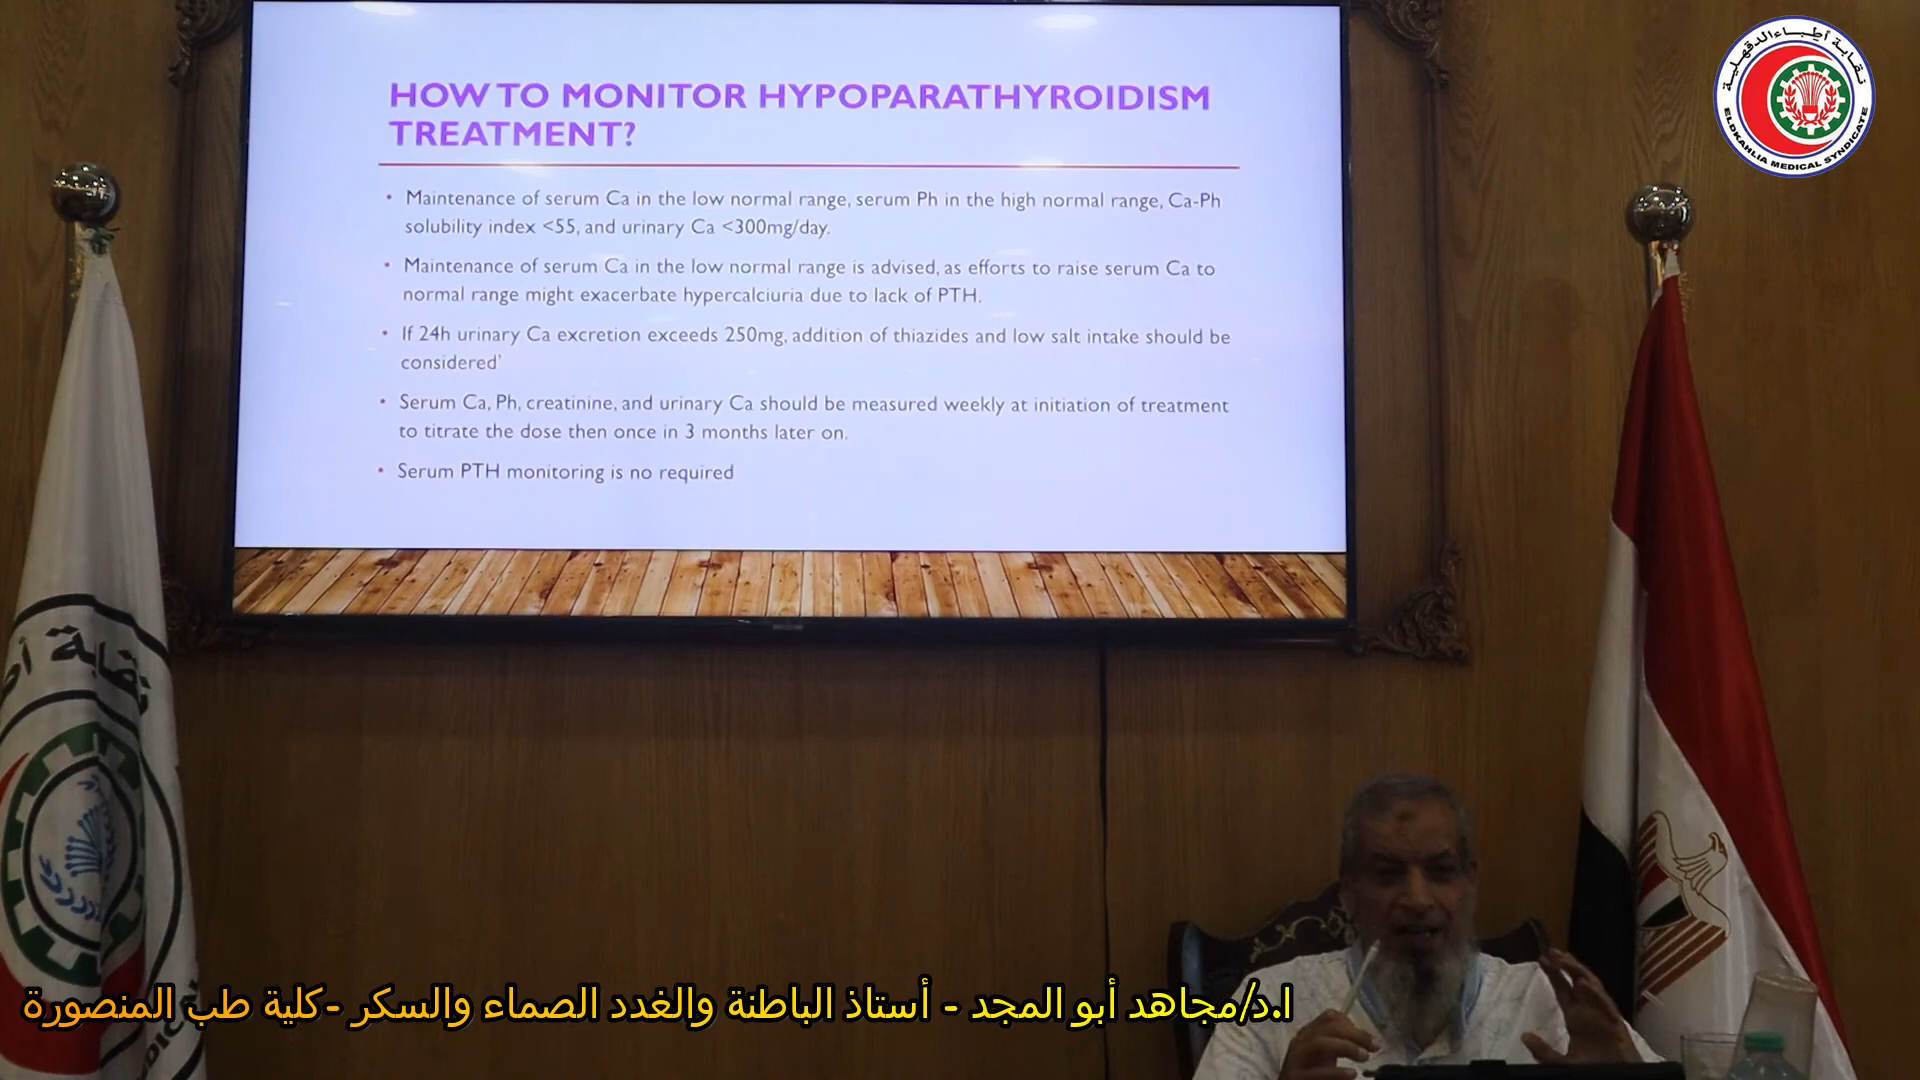 HOW TO MONITOR HYPOPARATHYROIDISM
TREATMENT?
• Maintenance of serum Ca in the low normal range, serum Ph in the high normal range, Ca-Ph
solubility index <55, and urinary Ca <300mg/day.
• Maintenance of serum Ca in the low normal range is advised, as efforts to raise serum Ca to
normal range might exacerbate hypercalciuria due to lack of PTH.
• If 24h urinary Ca excretion exceeds 250mg, addition of thiazides and low salt intake should be
considered'
• Serum Ca, Ph, creatinine, and urinary Ca should be measured weekly at initiation of treatment
to titrate the dose then once in 3 months later on.
• Serum PTH monitoring is no required
نقابة أطباء الدقهلية
ELDKAHLIA MEDICAL SYNDICATE
نقابة أط
ا.د/مجاهد أبو المجد - أستاذ الباطنة والغدد الصماء والسكر -كلية طب المنصورة